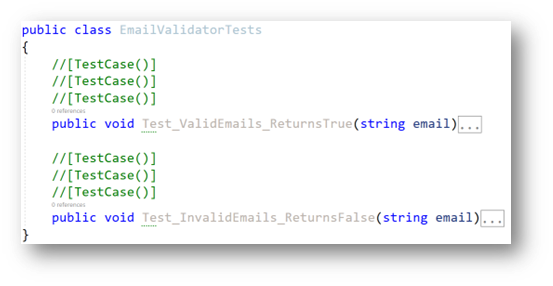 public class EmailValidatorTests
{
//[TestCase()]
//[TestCase()]
//[TestCase()]
0 references
public void Test_ValidEmails_ReturnsTrue(string email)...
//[TestCase()]
//[TestCase()]
//[TestCase()]
0 references
public void Test_InvalidEmails_ReturnsFalse(string email)...
}